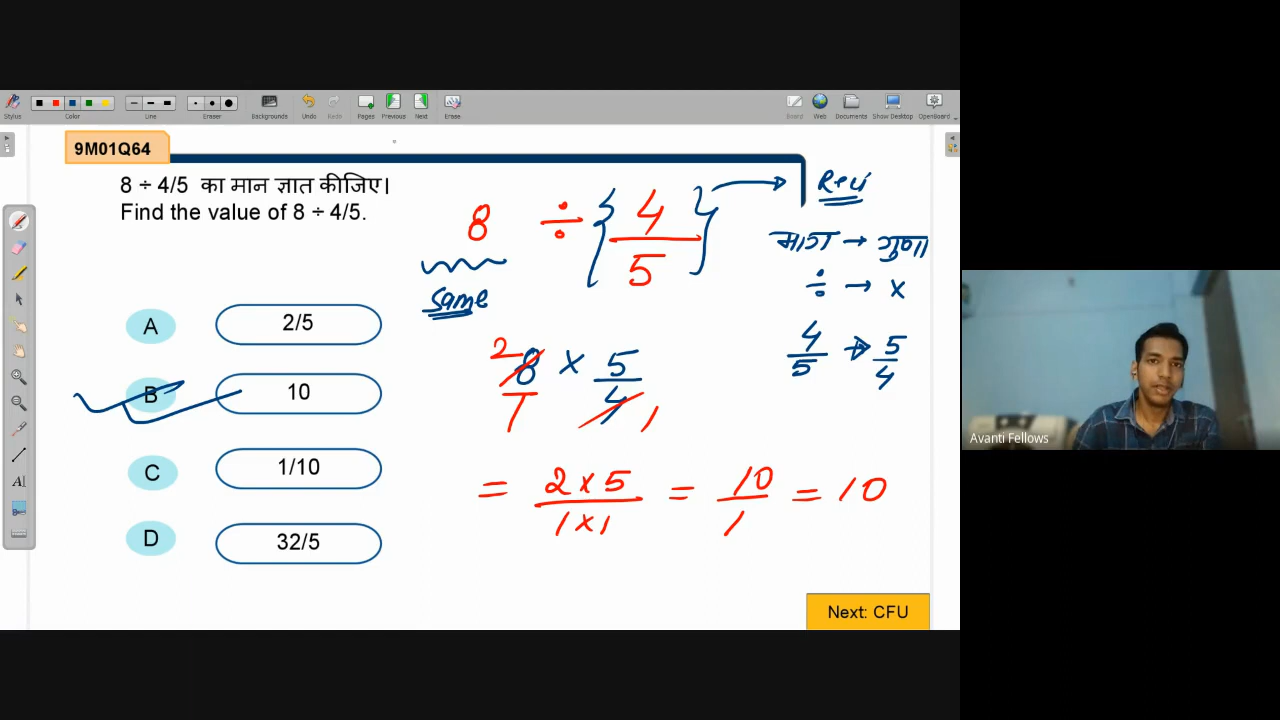 Stylus Color Line Eraser Backgrounds Undo Redo Pages Previous Next Erase Board Web Documents Show Desktop OpenBoard
9M01Q64
8 ÷ 4/5 का मान ज्ञात कीजिए।
Find the value of 8 ÷ 4/5.
8 ÷ { 4/5 }
Same
Reci
भाग → गुणा
÷ → x
4/5 → 5/4
2 8 x 5/4
1 1
= 2 x 5 / 1 x 1 = 10/1 = 10
A 2/5
B 10
C 1/10
D 32/5
Next: CFU
Avanti Fellows